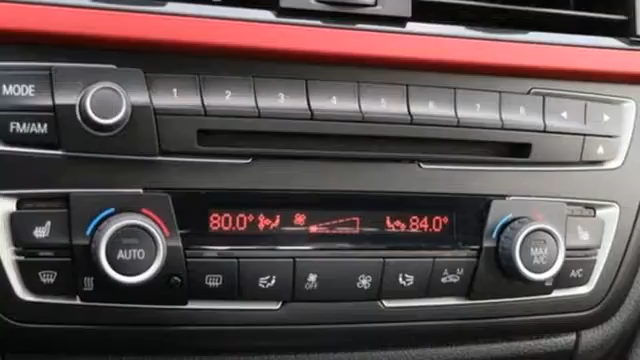 MODE
1 2 3 4 5 6 7 8
FM/AM
80.0° 84.0°
AUTO
MAX A/C
OFF
A M
A/C